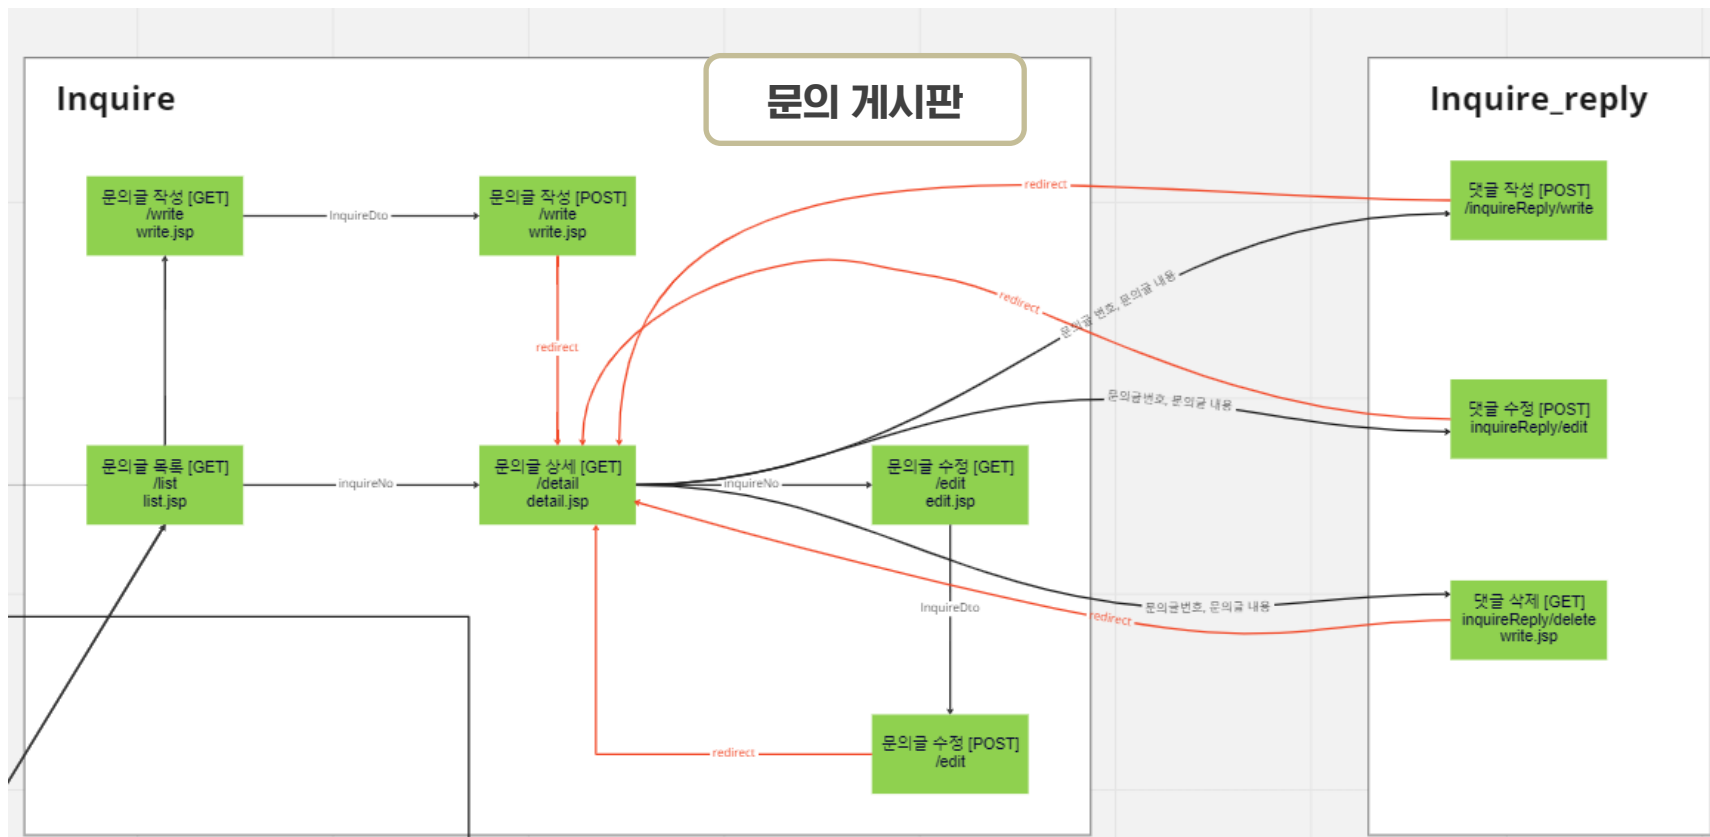 Inquire
문의 게시판
Inquire_reply
문의글 작성 [GET]
/write
write.jsp
InquireDto
문의글 작성 [POST]
/write
write.jsp
redirect
댓글 작성 [POST]
/inquireReply/write
문의글 번호, 문의글 내용
redirect
redirect
문의글번호, 문의글 내용
댓글 수정 [POST]
inquireReply/edit
문의글 목록 [GET]
/list
list.jsp
inquireNo
문의글 상세 [GET]
/detail
detail.jsp
inquireNo
문의글 수정 [GET]
/edit
edit.jsp
InquireDto
문의글번호, 문의글 내용
redirect
댓글 삭제 [GET]
inquireReply/delete
write.jsp
redirect
문의글 수정 [POST]
/edit